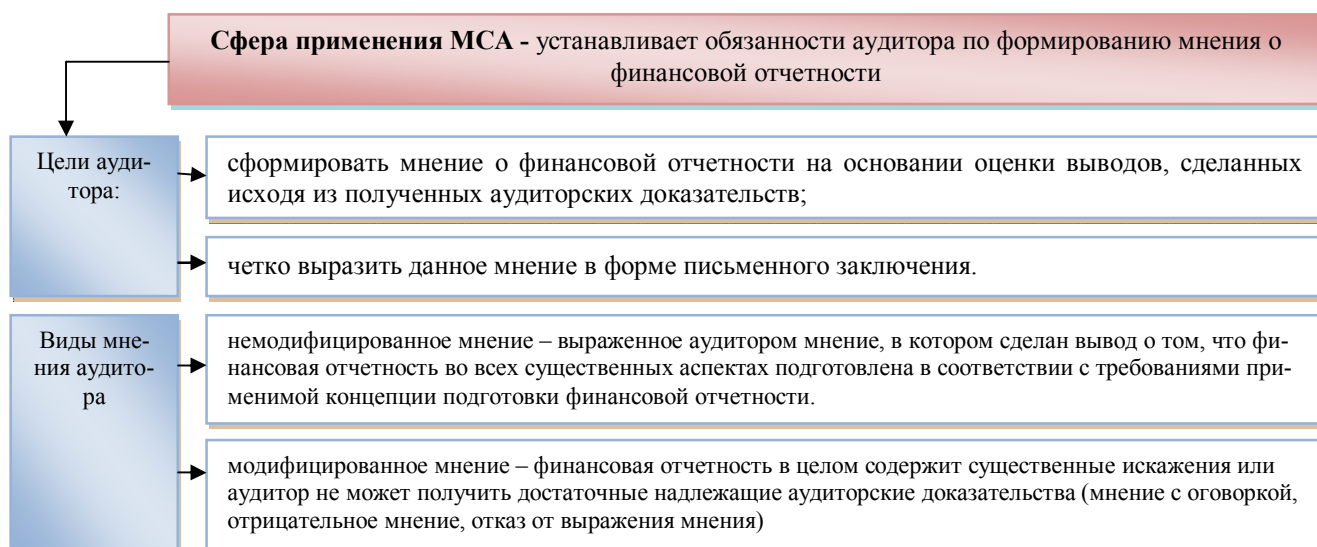 Сфера применения МСА - устанавливает обязанности аудитора по формированию мнения о
финансовой отчетности
Цели ауди-
тора:
сформировать мнение о финансовой отчетности на основании оценки выводов, сделанных
исходя из полученных аудиторских доказательств;
четко выразить данное мнение в форме письменного заключения.
Виды мне-
ния аудито-
ра
немодифицированное мнение – выраженное аудитором мнение, в котором сделан вывод о том, что фи-
нансовая отчетность во всех существенных аспектах подготовлена в соответствии с требованиями при-
менимой концепции подготовки финансовой отчетности.
модифицированное мнение – финансовая отчетность в целом содержит существенные искажения или
аудитор не может получить достаточные надлежащие аудиторские доказательства (мнение с оговоркой,
отрицательное мнение, отказ от выражения мнения)